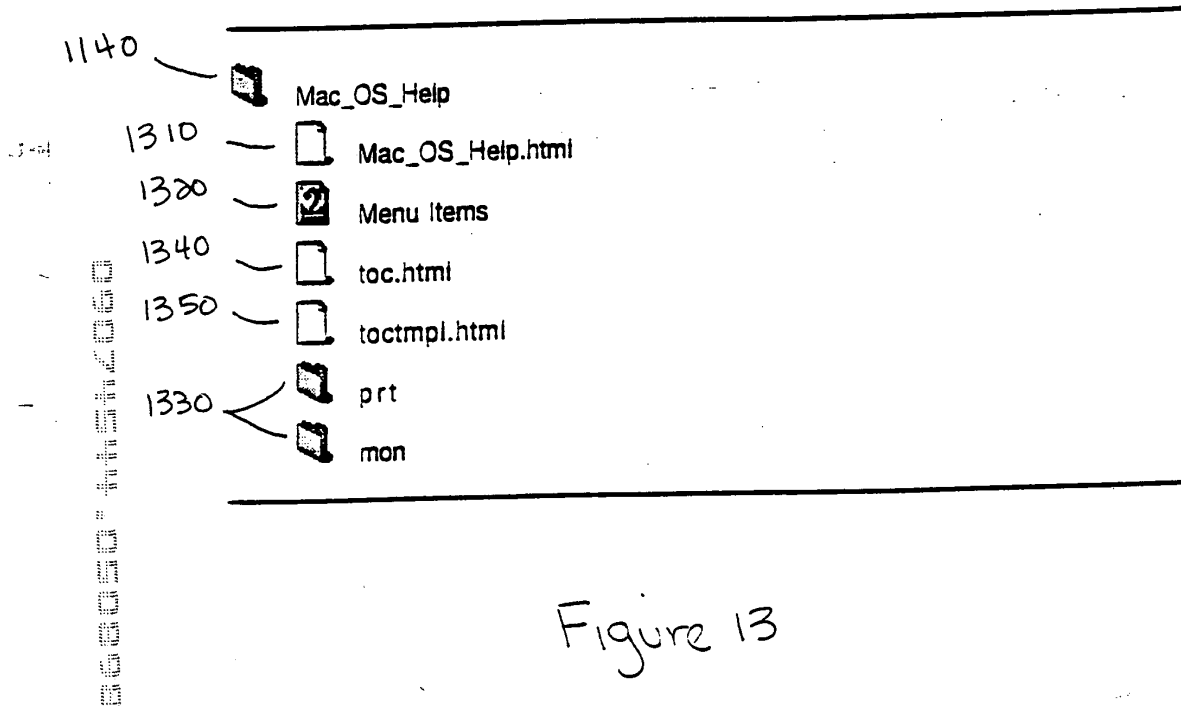 1140 Mac_OS_Help
1310 Mac_OS_Help.html
1320 Menu Items
1340 toc.html
1350 toctmpl.html
1330 prt
mon
Figure 13